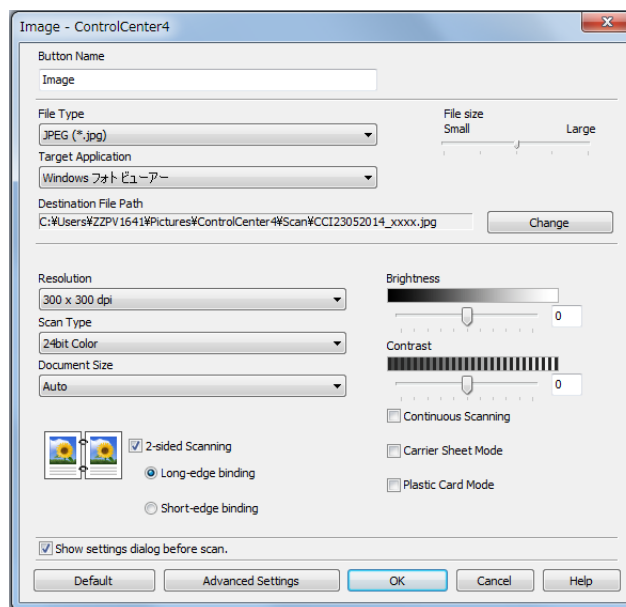 Image - ControlCenter4
Button Name
Image
File Type
JPEG (*.jpg)
File size
Small Large
Target Application
Windows フォト ビューアー
Destination File Path
C:¥Users¥ZZPV1641¥Pictures¥ControlCenter4¥Scan¥CCI23052014_xxxx.jpg
Change
Resolution
300 x 300 dpi
Scan Type
24bit Color
Document Size
Auto
Brightness
0
Contrast
0
Continuous Scanning
Carrier Sheet Mode
Plastic Card Mode
2-sided Scanning
Long-edge binding
Short-edge binding
Show settings dialog before scan.
Default Advanced Settings OK Cancel Help